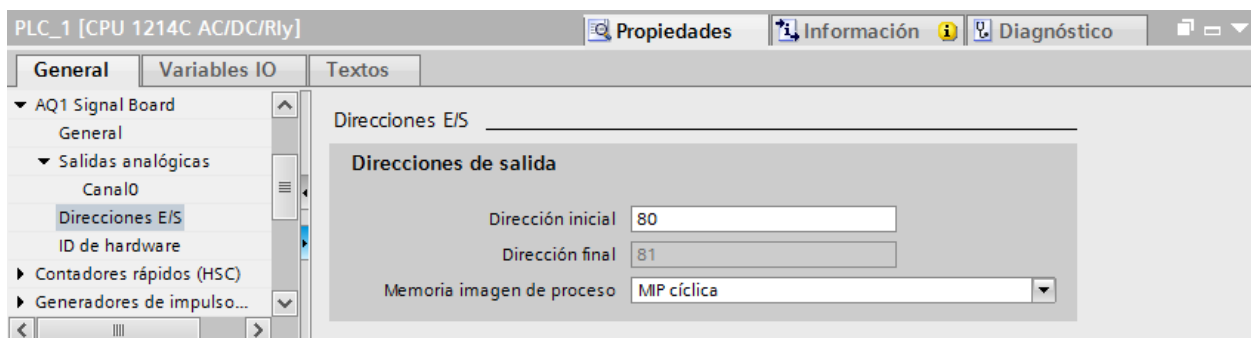 PLC_1 [CPU 1214C AC/DC/Rly]
Propiedades
Información
Diagnóstico
General
Variables IO
Textos
AQ1 Signal Board
General
Salidas analógicas
Canal0
Direcciones E/S
ID de hardware
Contadores rápidos (HSC)
Generadores de impulso...
Direcciones E/S
Direcciones de salida
Dirección inicial 80
Dirección final 81
Memoria imagen de proceso MIP cíclica